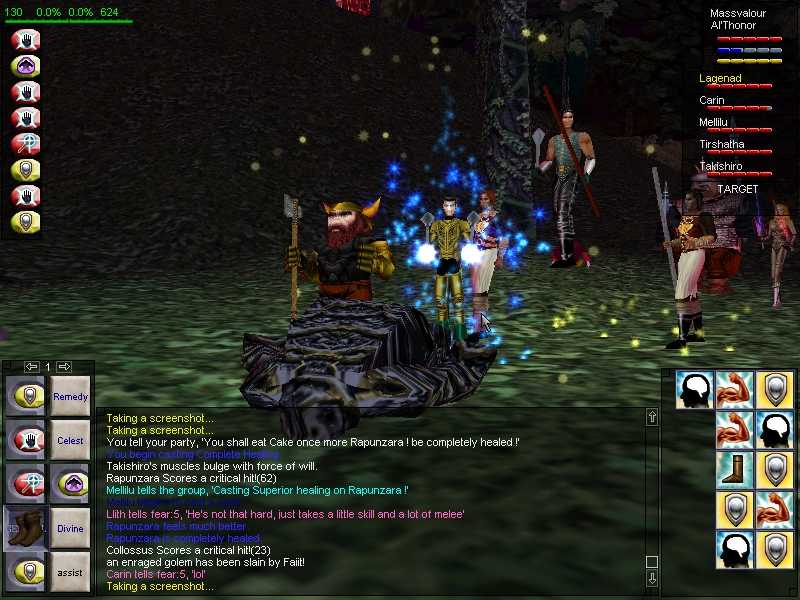 130 0.0% 0.0% 624
Massvalour
Al'Thonor
Lagenad
Carin
Mellilu
Tirshatha
Takishiro
TARGET
1
Remedy
Celest
Divine
assist
Taking a screenshot...
Taking a screenshot...
You tell your party, 'You shall eat Cake once more Rapunzara ! be completely healed !'
You begin casting Complete Healing.
Takishiro's muscles bulge with force of will.
Rapunzara Scores a critical hit!(62)
Mellilu tells the group, 'Casting Superior healing on Rapunzara !'
Llith tells fear:5, 'He's not that hard, just takes a little skill and a lot of melee'
Rapunzara feels much better.
Rapunzara is completely healed.
Collossus Scores a critical hit!(23)
an enraged golem has been slain by Faiit!
Carin tells fear:5, 'lol'
Taking a screenshot...